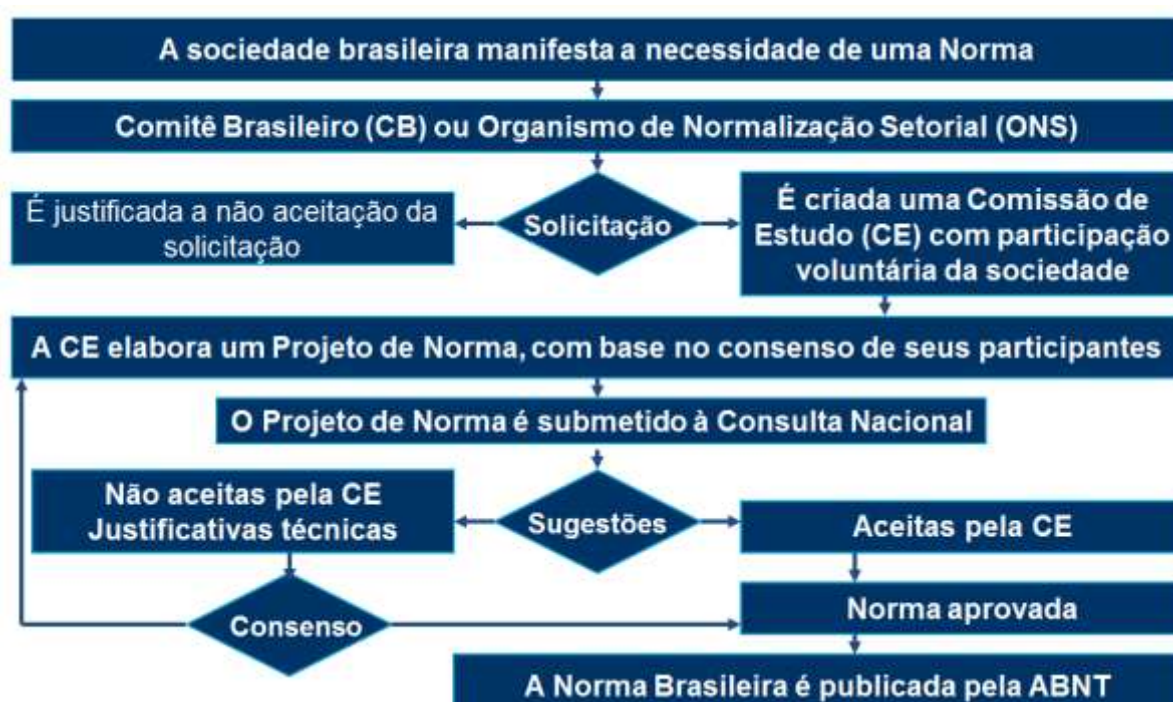 A sociedade brasileira manifesta a necessidade de uma Norma
Comitê Brasileiro (CB) ou Organismo de Normalização Setorial (ONS)
É justificada a não aceitação da
solicitação
Solicitação
É criada uma Comissão de
Estudo (CE) com participação
voluntária da sociedade
A CE elabora um Projeto de Norma, com base no consenso de seus participantes
O Projeto de Norma é submetido à Consulta Nacional
Não aceitas pela CE
Justificativas técnicas
Sugestões
Aceitas pela CE
Consenso
Norma aprovada
A Norma Brasileira é publicada pela ABNT